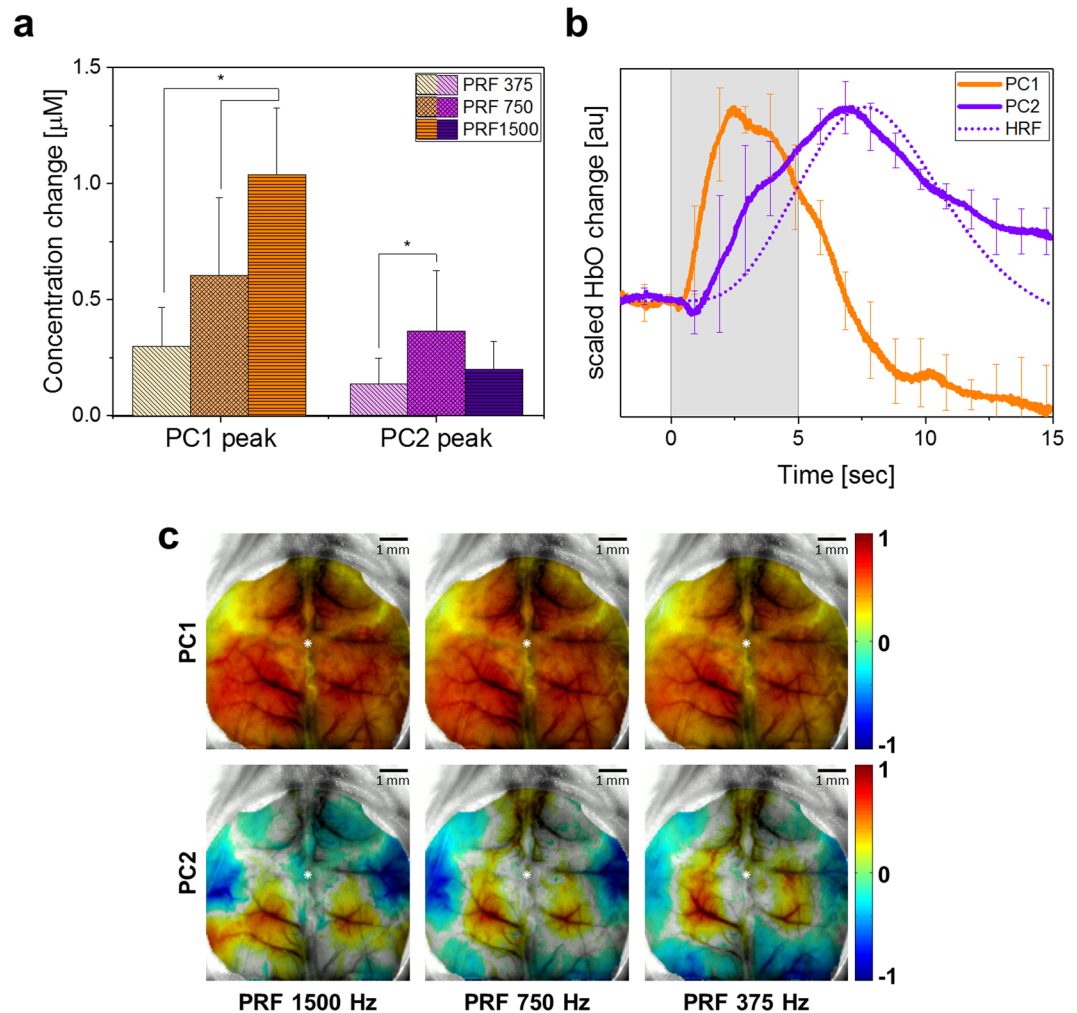 a
Concentration change [µM]
1.5
1.0
0.5
0.0
*
*
PRF 375
PRF 750
PRF1500
PC1 peak
PC2 peak
b
scaled HbO change [au]
PC1
PC2
HRF
0
5
10
15
Time [sec]
c
PC1
1 mm
1 mm
1 mm
1
0
-1
PC2
1 mm
1 mm
1 mm
1
0
-1
PRF 1500 Hz
PRF 750 Hz
PRF 375 Hz